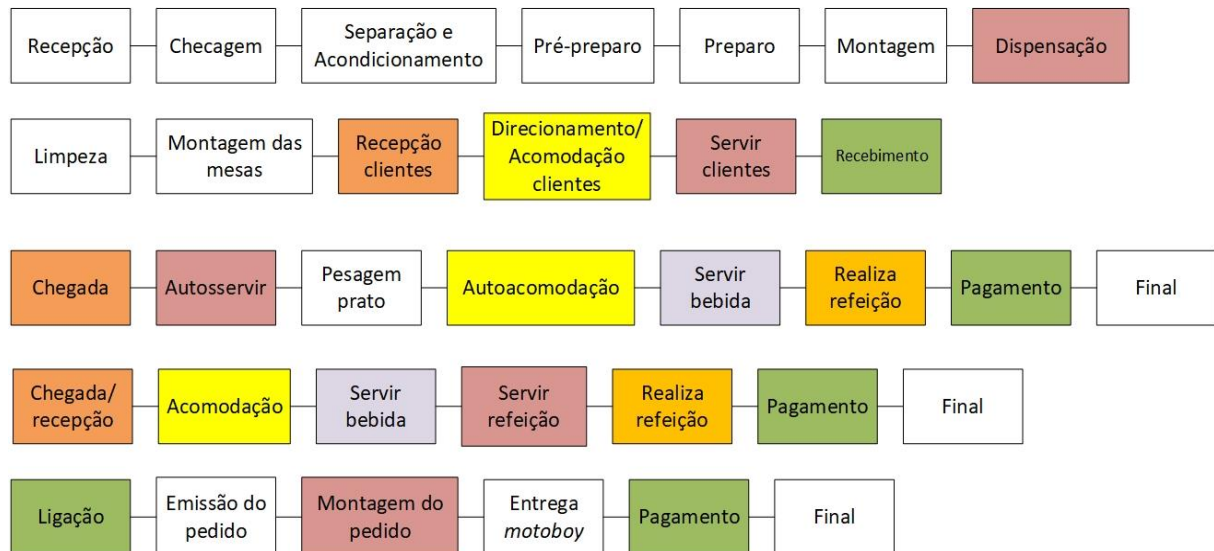 Recepção
Checagem
Separação e
Acondicionamento
Pré-preparo
Preparo
Montagem
Dispensação
Limpeza
Montagem das
mesas
Recepção
clientes
Direcionamento/
Acomodação
clientes
Servir
clientes
Recebimento
Chegada
Autosservir
Pesagem
prato
Autoacomodação
Servir
bebida
Realiza
refeição
Pagamento
Final
Chegada/
recepção
Acomodação
Servir
bebida
Servir
refeição
Realiza
refeição
Pagamento
Final
Ligação
Emissão do
pedido
Montagem do
pedido
Entrega
motoboy
Pagamento
Final